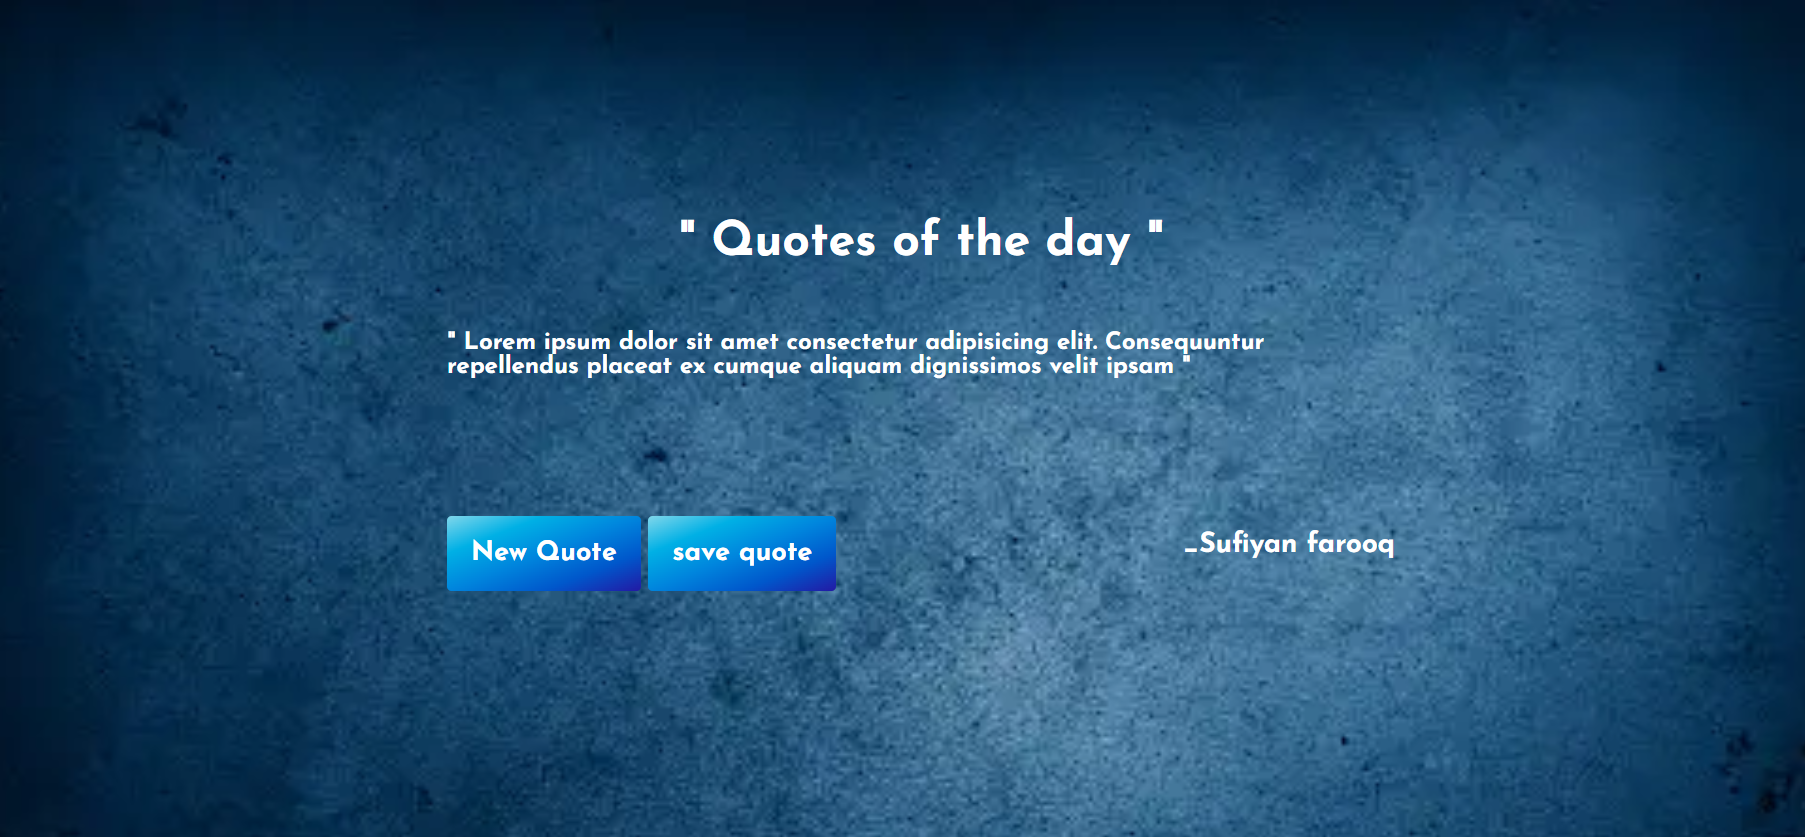 " Quotes of the day "
" Lorem ipsum dolor sit amet consectetur adipisicing elit. Consequuntur
repellendus placeat ex cumque aliquam dignissimos velit ipsam "
New Quote
save quote
_Sufiyan farooq